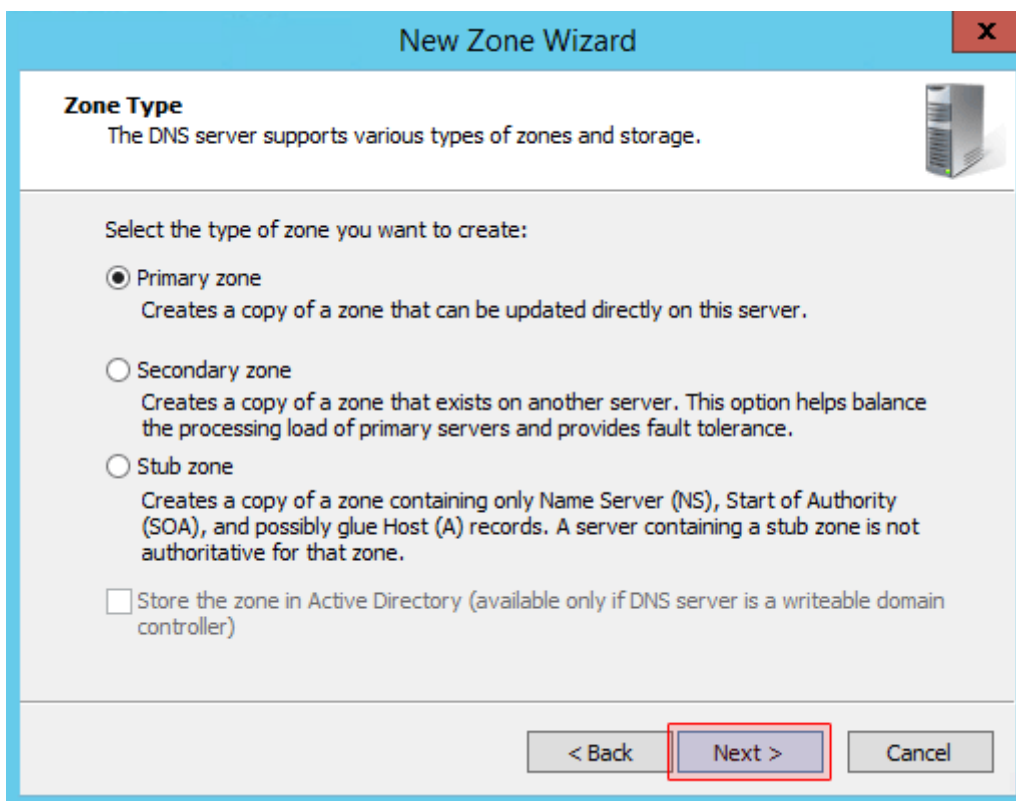 New Zone Wizard
x
Zone Type
The DNS server supports various types of zones and storage.
Select the type of zone you want to create:
Primary zone
Creates a copy of a zone that can be updated directly on this server.
Secondary zone
Creates a copy of a zone that exists on another server. This option helps balance
the processing load of primary servers and provides fault tolerance.
Stub zone
Creates a copy of a zone containing only Name Server (NS), Start of Authority
(SOA), and possibly glue Host (A) records. A server containing a stub zone is not
authoritative for that zone.
Store the zone in Active Directory (available only if DNS server is a writeable domain
controller)
< Back Next > Cancel